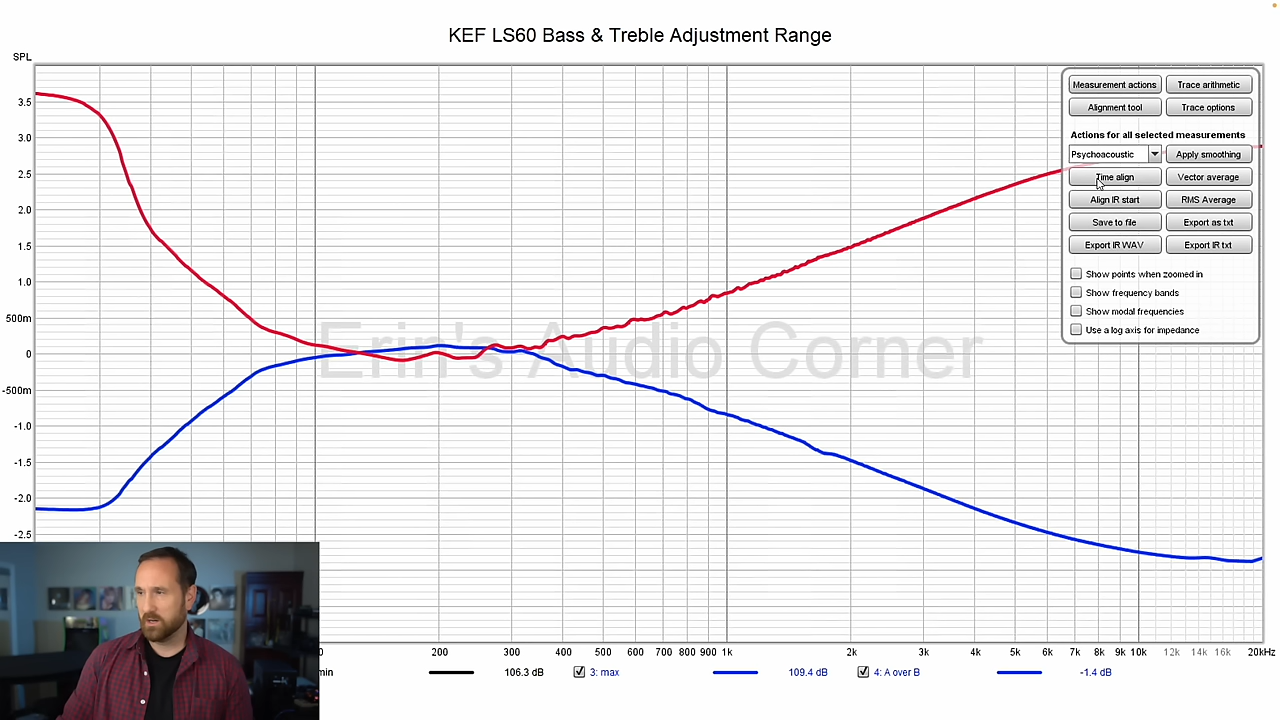 KEF LS60 Bass & Treble Adjustment Range
SPL
Measurement actions
Trace arithmetic
Alignment tool
Trace options
Actions for all selected measurements
Psychoacoustic
Apply smoothing
Time align
Vector average
Align IR start
RMS Average
Save to file
Export as txt
Export IR WAV
Export IR txt
Show points when zoomed in
Show frequency bands
Show modal frequencies
Use a log axis for impedance
3.5
3.0
2.5
2.0
1.5
1.0
500m
0
-500m
-1.0
-1.5
-2.0
-2.5
Erin's Audio Corner
0 200 300 400 500 600 700 800 900 1k 2k 3k 4k 5k 6k 7k 8k 9k 10k 12k 14k 16k 20kHz
min 106.3 dB 3: max 109.4 dB 4: A over B -1.4 dB